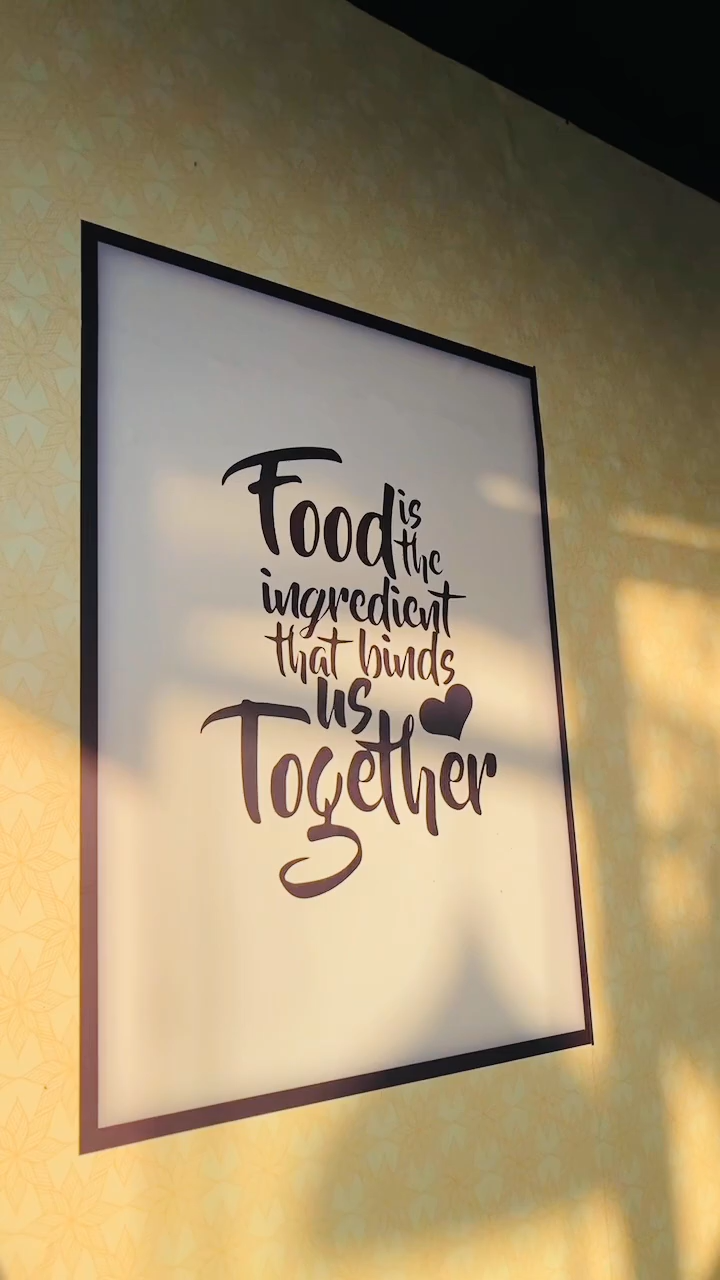 Food is
the
ingredient
that binds
us
Together